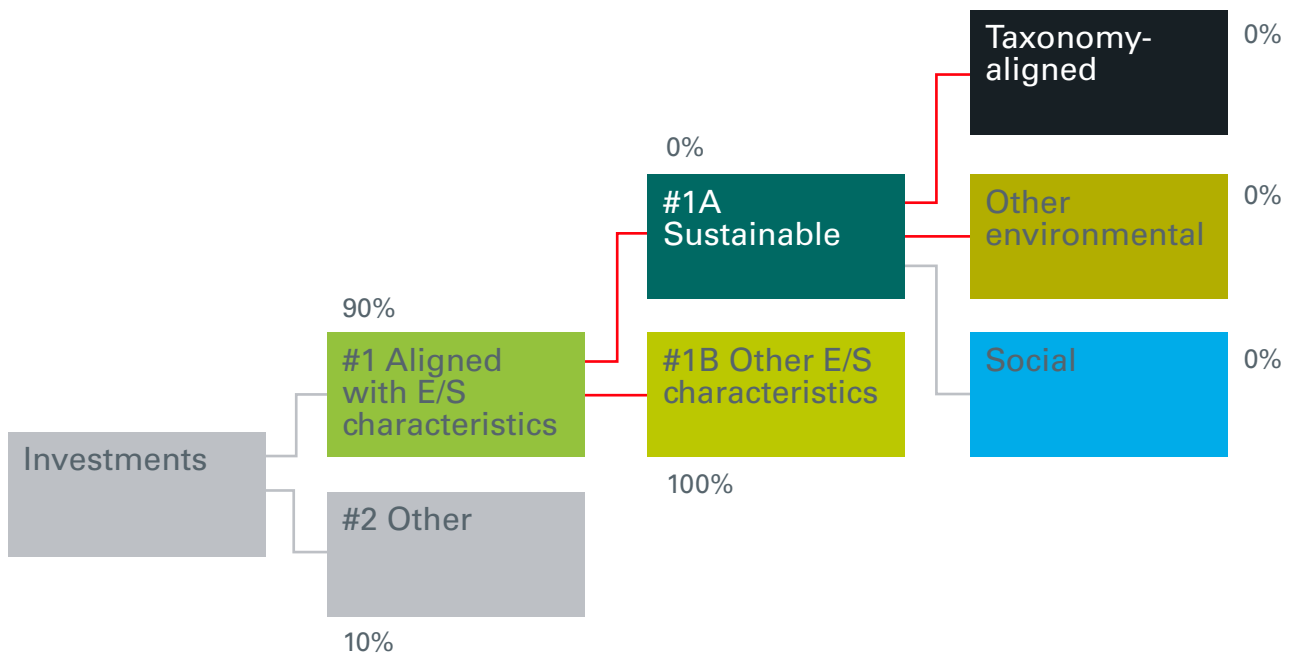 Taxonomy-
aligned
0%
0%
#1A
Sustainable
Other
environmental
0%
90%
#1 Aligned
with E/S
characteristics
#1B Other E/S
characteristics
Social
0%
Investments
100%
#2 Other
10%